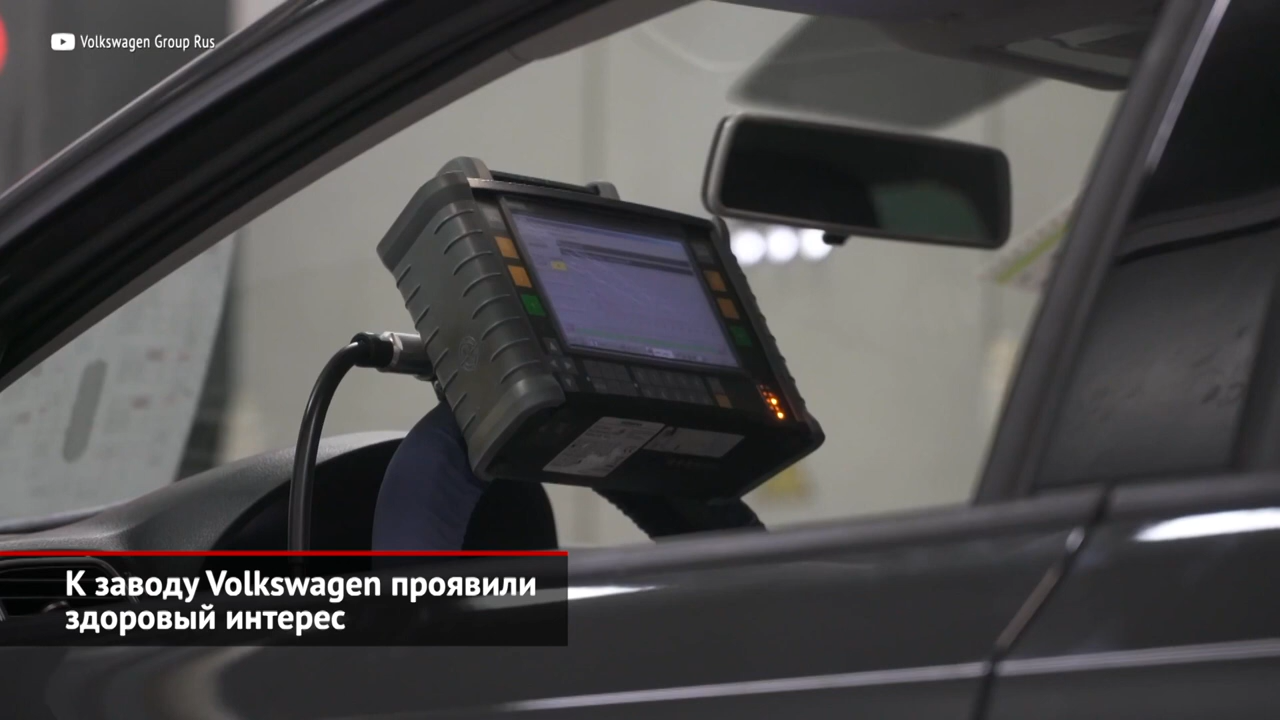 Volkswagen Group Rus
К заводу Volkswagen проявили
здоровый интерес